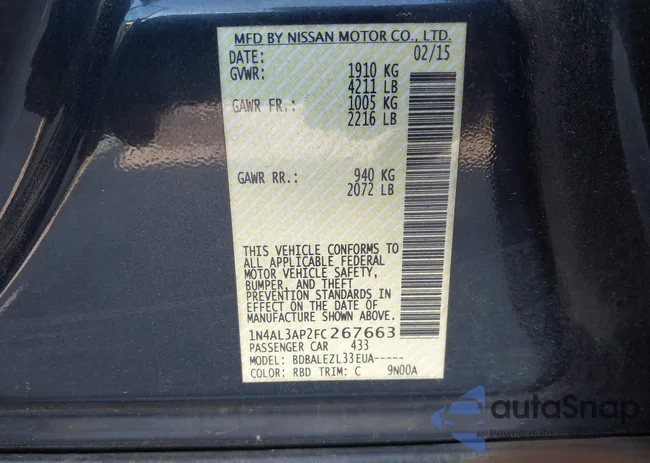 MFD BY NISSAN MOTOR CO., LTD.
DATE: 02/15
GVWR: 1910 KG
4211 LB
GAWR FR.: 1005 KG
2216 LB
GAWR RR.: 940 KG
2072 LB
THIS VEHICLE CONFORMS TO
ALL APPLICABLE FEDERAL
MOTOR VEHICLE SAFETY,
BUMPER, AND THEFT
PREVENTION STANDARDS IN
EFFECT ON THE DATE OF
MANUFACTURE SHOWN ABOVE.
1N4AL3AP2FC267663
PASSENGER CAR 433
MODEL: BDBALEZL33EUA-----
COLOR: RBD TRIM: C 9N00A
autoSnap